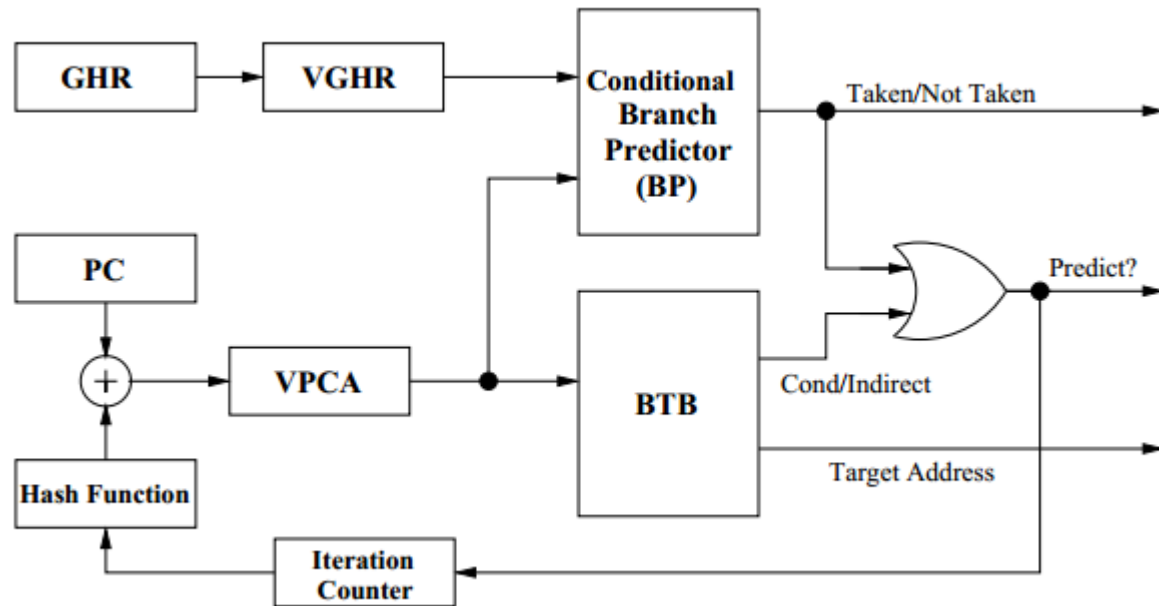 GHR
VGHR
Conditional
Branch
Predictor
(BP)
Taken/Not Taken
PC
Predict?
+
VPCA
BTB
Cond/Indirect
Target Address
Hash Function
Iteration
Counter